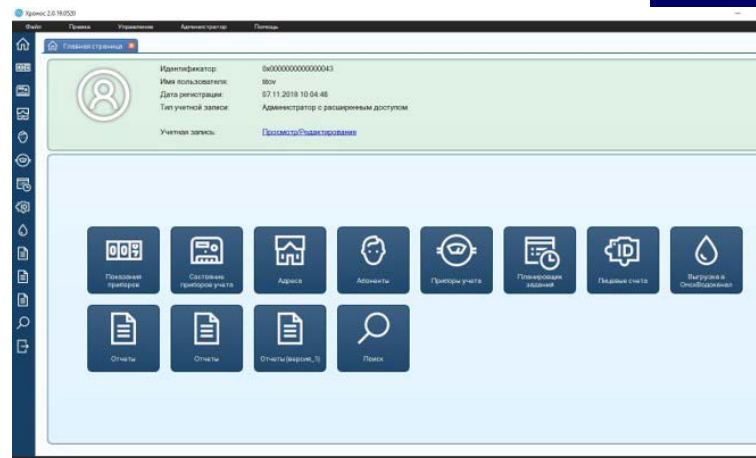 Хронос 2.0.19.0520
Файл Правка Управление Администратор Помощь
Главная страница
Идентификатор: 0x0000000000000043
Имя пользователя: titov
Дата регистрации: 07.11.2018 10:04:46
Тип учетной записи: Администратор с расширенным доступом
Учетная запись: Просмотр/Редактирование
Показания приборов
Состояние приборов учета
Адреса
Абоненты
Приборы учета
Планировщик заданий
Лицевые счета
Выгрузка в ОмскВодоканал
Отчеты
Отчеты
Отчеты (версия_1)
Поиск